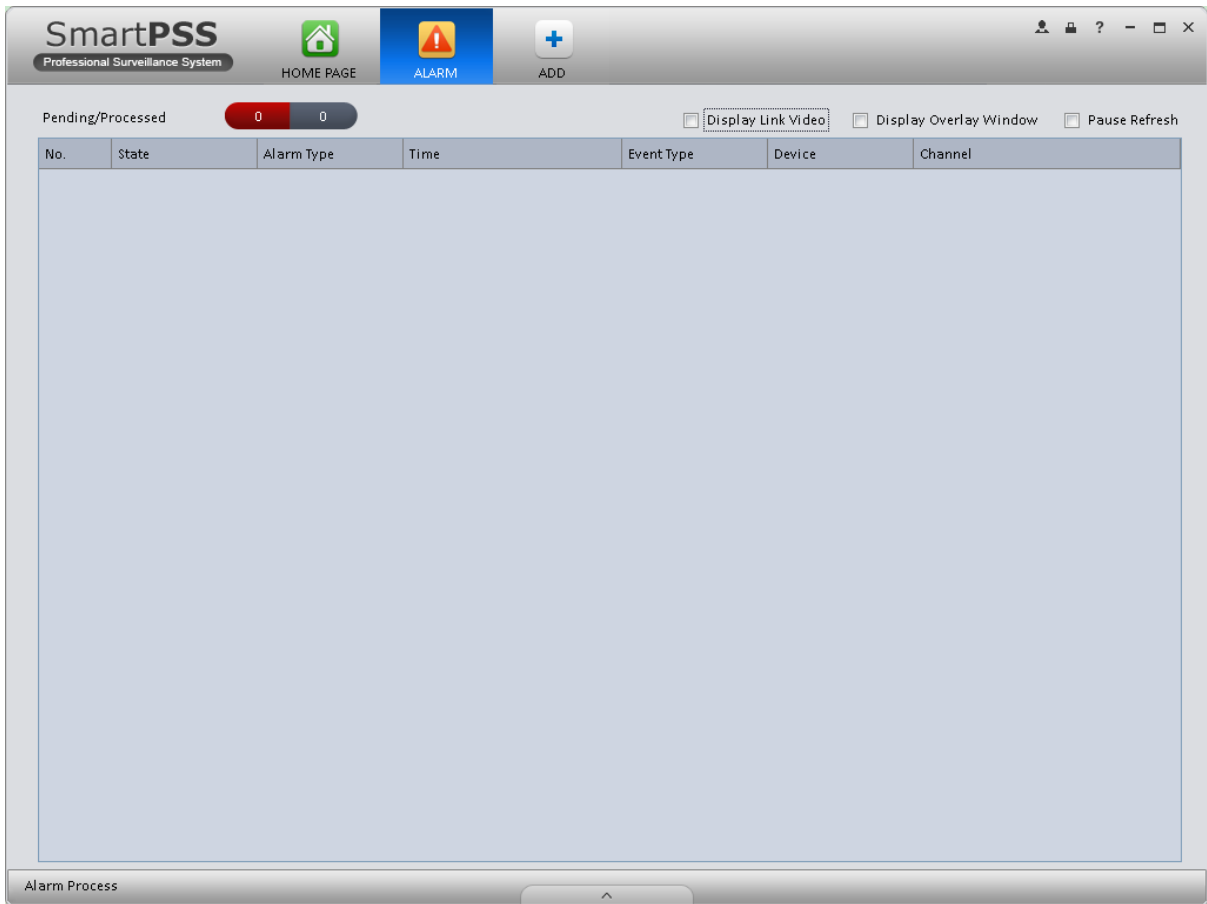 SmartPSS
Professional Surveillance System
HOME PAGE
ALARM
ADD
?
Pending/Processed 0 0 Display Link Video Display Overlay Window Pause Refresh
No. State Alarm Type Time Event Type Device Channel
Alarm Process